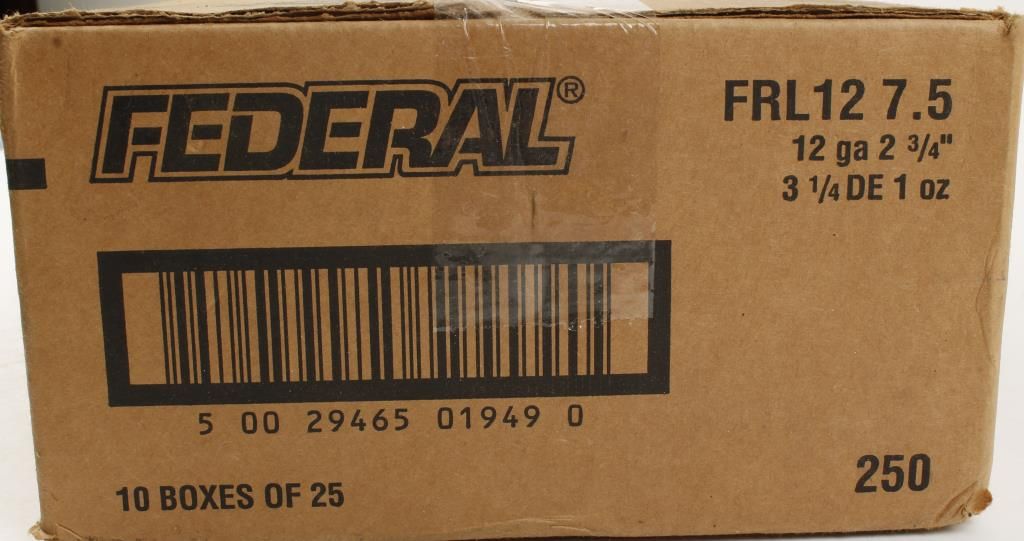 FEDERAL®
FRL12 7.5
12 ga 2 3/4"
3 1/4 DE 1 oz
5 00 29465 01949 0
10 BOXES OF 25
250